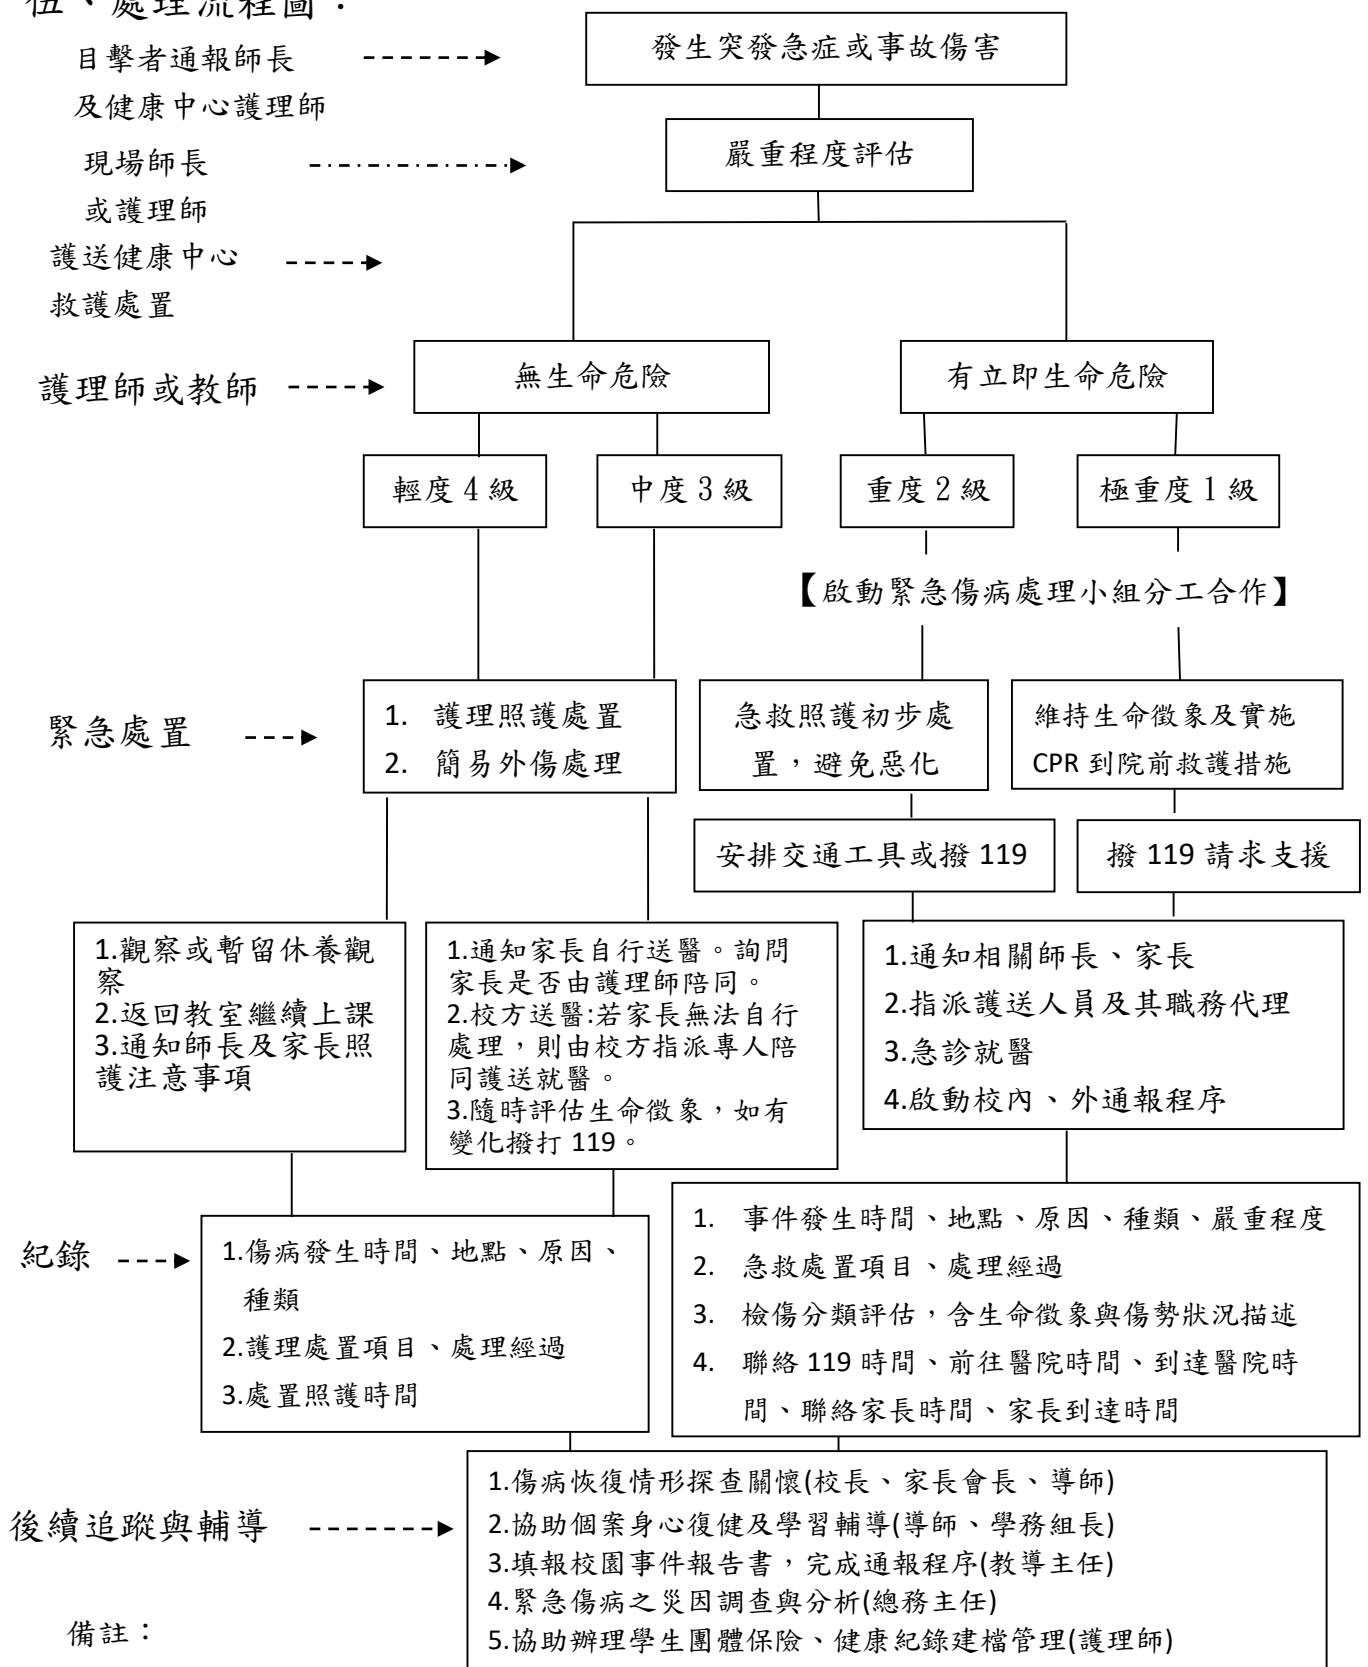 伍、處理流程圖：
目擊者通報師長
及健康中心護理師
發生突發急症或事故傷害
現場師長
或護理師
嚴重程度評估
護送健康中心
救護處置
護理師或教師
無生命危險
有立即生命危險
輕度 4 級
中度 3 級
重度 2 級
極重度 1 級
【啟動緊急傷病處理小組分工合作】
緊急處置
1. 護理照護處置
2. 簡易外傷處理
急救照護初步處
置，避免惡化
維持生命徵象及實施
CPR 到院前救護措施
安排交通工具或撥 119
撥 119 請求支援
1.觀察或暫留休養觀
察
2.返回教室繼續上課
3.通知師長及家長照
護注意事項
1.通知家長自行送醫。詢問
家長是否由護理師陪同。
2.校方送醫:若家長無法自行
處理，則由校方指派專人陪
同護送就醫。
3.隨時評估生命徵象，如有
變化撥打 119。
1.通知相關師長、家長
2.指派護送人員及其職務代理
3.急診就醫
4.啟動校內、外通報程序
紀錄
1.傷病發生時間、地點、原因、
種類
2.護理處置項目、處理經過
3.處置照護時間
1. 事件發生時間、地點、原因、種類、嚴重程度
2. 急救處置項目、處理經過
3. 檢傷分類評估，含生命徵象與傷勢狀況描述
4. 聯絡 119 時間、前往醫院時間、到達醫院時
間、聯絡家長時間、家長到達時間
後續追蹤與輔導
1.傷病恢復情形探查關懷(校長、家長會長、導師)
2.協助個案身心復健及學習輔導(導師、學務組長)
3.填報校園事件報告書，完成通報程序(教導主任)
4.緊急傷病之災因調查與分析(總務主任)
5.協助辦理學生團體保險、健康紀錄建檔管理(護理師)
備註：